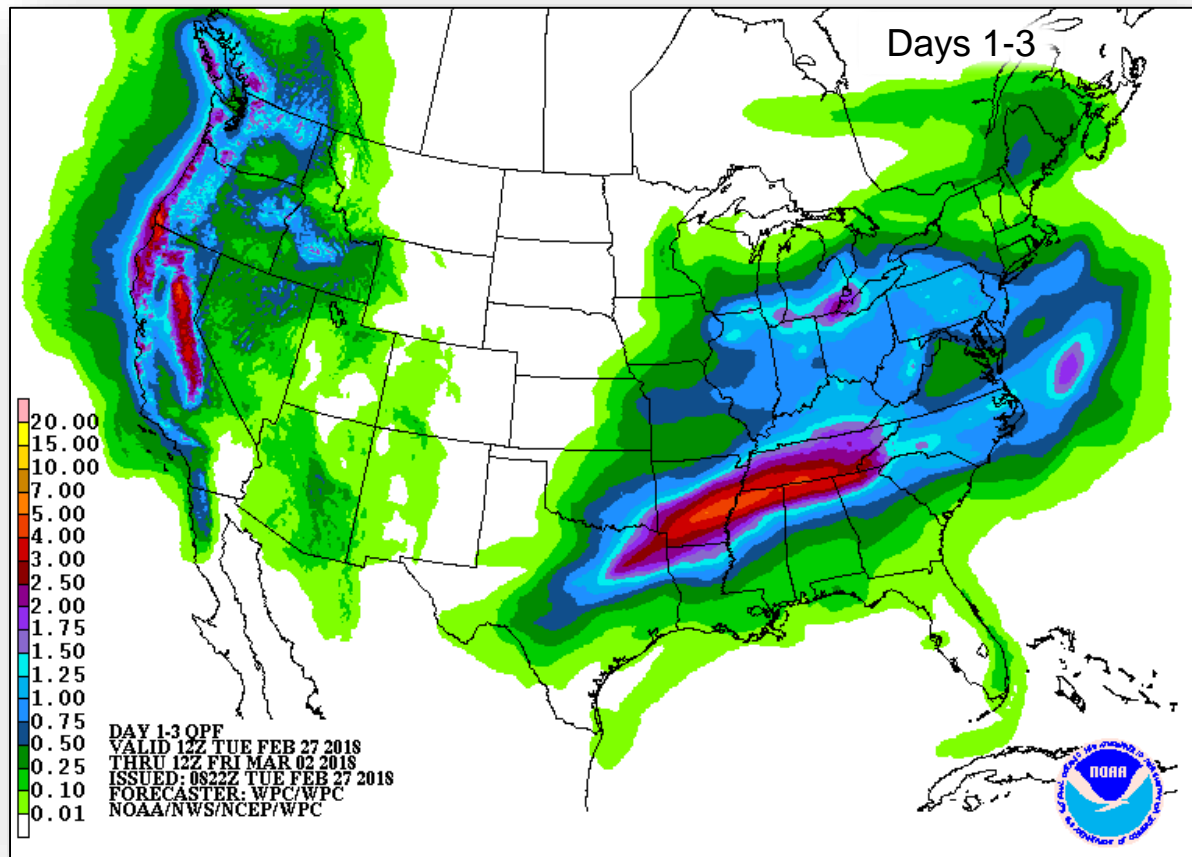 Days 1-3
20.00
15.00
10.00
7.00
5.00
4.00
3.00
2.50
2.00
1.75
1.50
1.25
1.00
0.75
0.50
0.25
0.10
0.01
DAY 1-3 QPF
VALID 12Z TUE FEB 27 2018
THRU 12Z FRI MAR 02 2018
ISSUED: 0822Z TUE FEB 27 2018
FORECASTER: WPC/WPC
NOAA/NWS/NCEP/WPC
NOAA